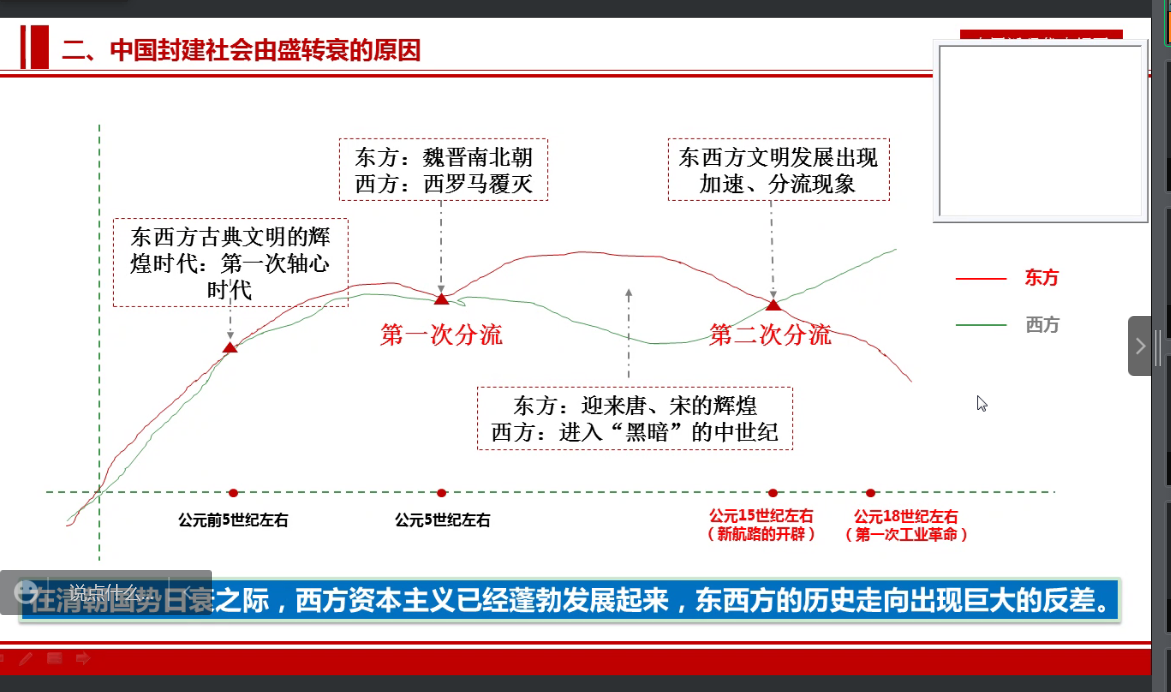 二、中国封建社会由盛转衰的原因
东方：魏晋南北朝
西方：西罗马覆灭
东西方文明发展出现
加速、分流现象
东西方古典文明的辉
煌时代：第一次轴心
时代
东方
西方
第一次分流
第二次分流
东方：迎来唐、宋的辉煌
西方：进入“黑暗”的中世纪
公元前5世纪左右
公元5世纪左右
公元15世纪左右
（新航路的开辟）
公元18世纪左右
（第一次工业革命）
说点什么...
在清朝国势日衰之际，西方资本主义已经蓬勃发展起来，东西方的历史走向出现巨大的反差。